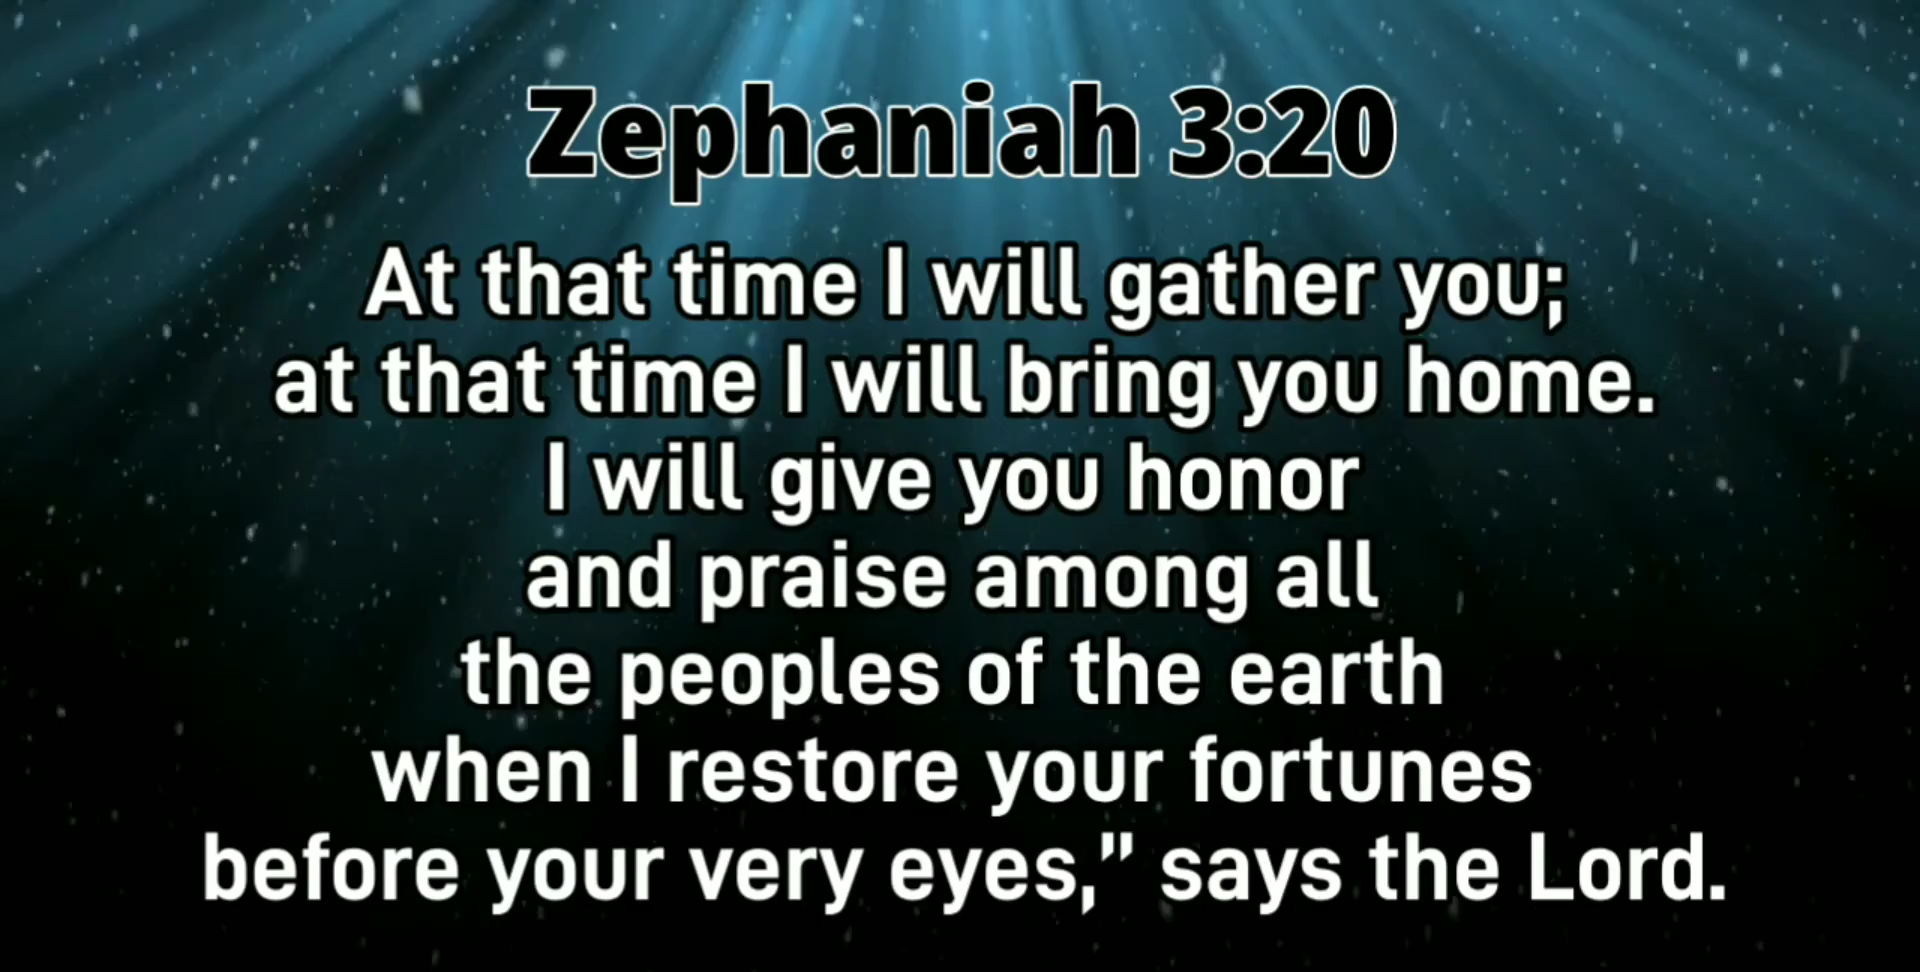 Zephaniah 3:20
At that time I will gather you;
at that time I will bring you home.
I will give you honor
and praise among all
the peoples of the earth
when I restore your fortunes
before your very eyes,” says the Lord.